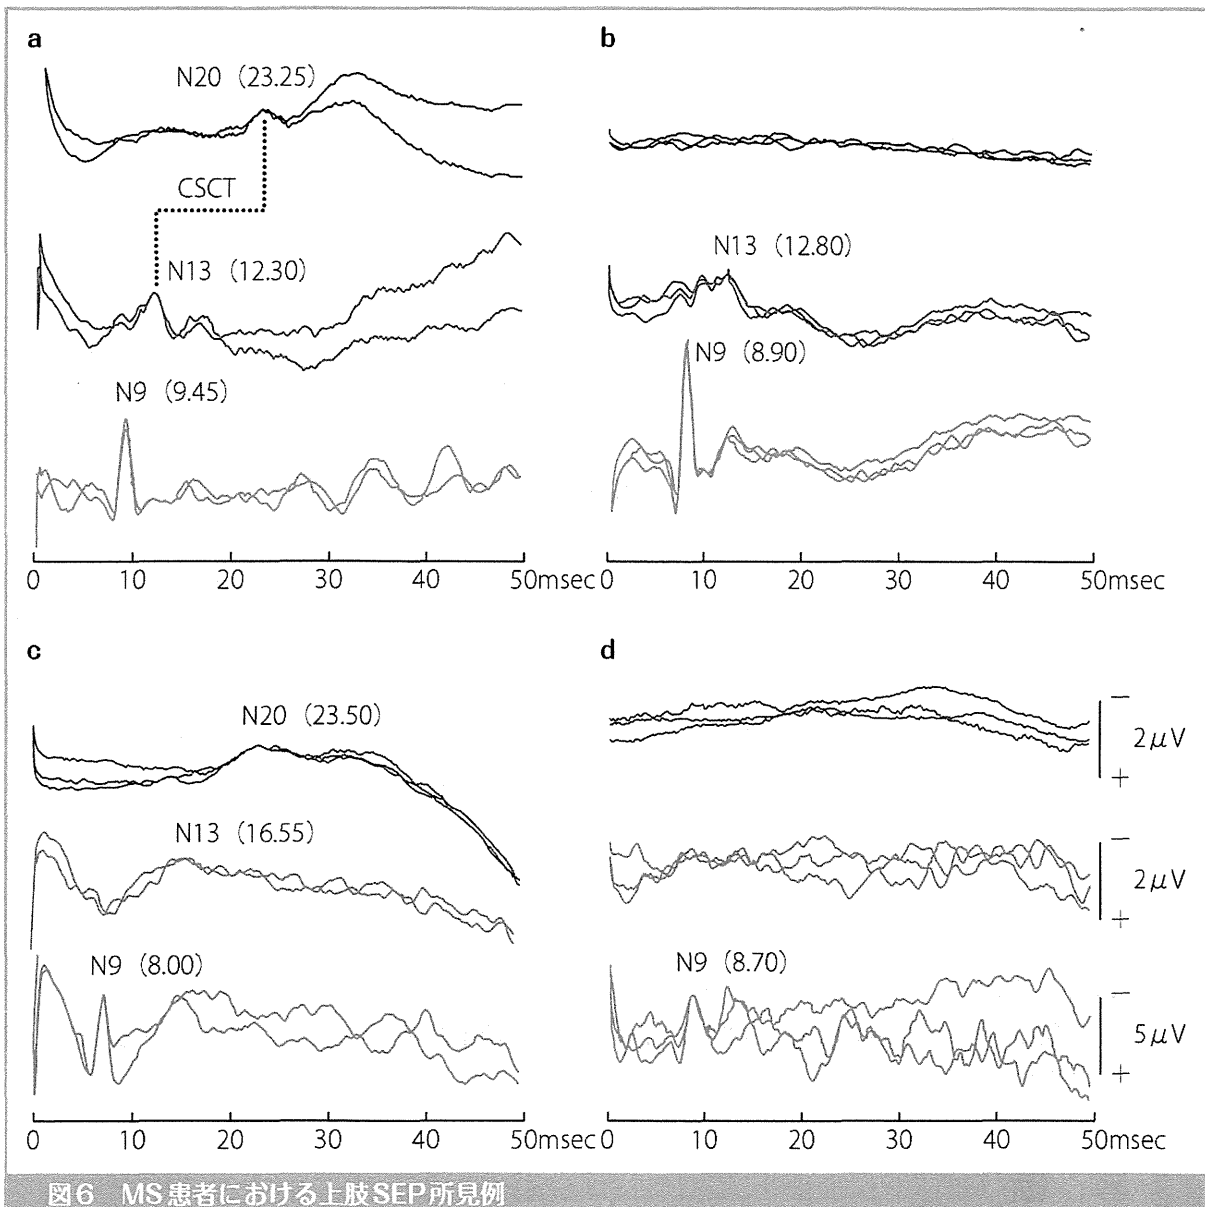 a
N20（23.25）
CSCT
N13（12.30）
N9（9.45）
0 10 20 30 40 50msec
b
N13（12.80）
N9（8.90）
0 10 20 30 40 50msec
c
N20（23.50）
N13（16.55）
N9（8.00）
0 10 20 30 40 50msec
d
−
2μV
+
−
2μV
+
N9（8.70）
−
5μV
+
0 10 20 30 40 50msec
図6　MS患者における上肢SEP所見例